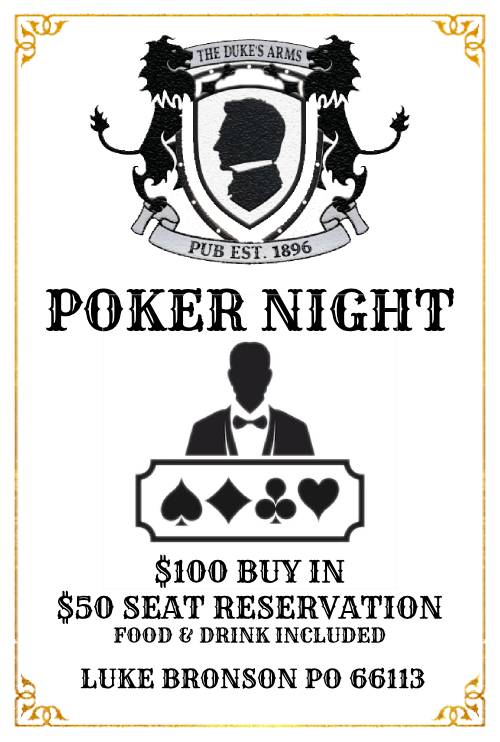 THE DUKE'S ARMS
PUB EST. 1896
POKER NIGHT
$100 BUY IN
$50 SEAT RESERVATION
FOOD & DRINK INCLUDED
LUKE BRONSON PO 66113